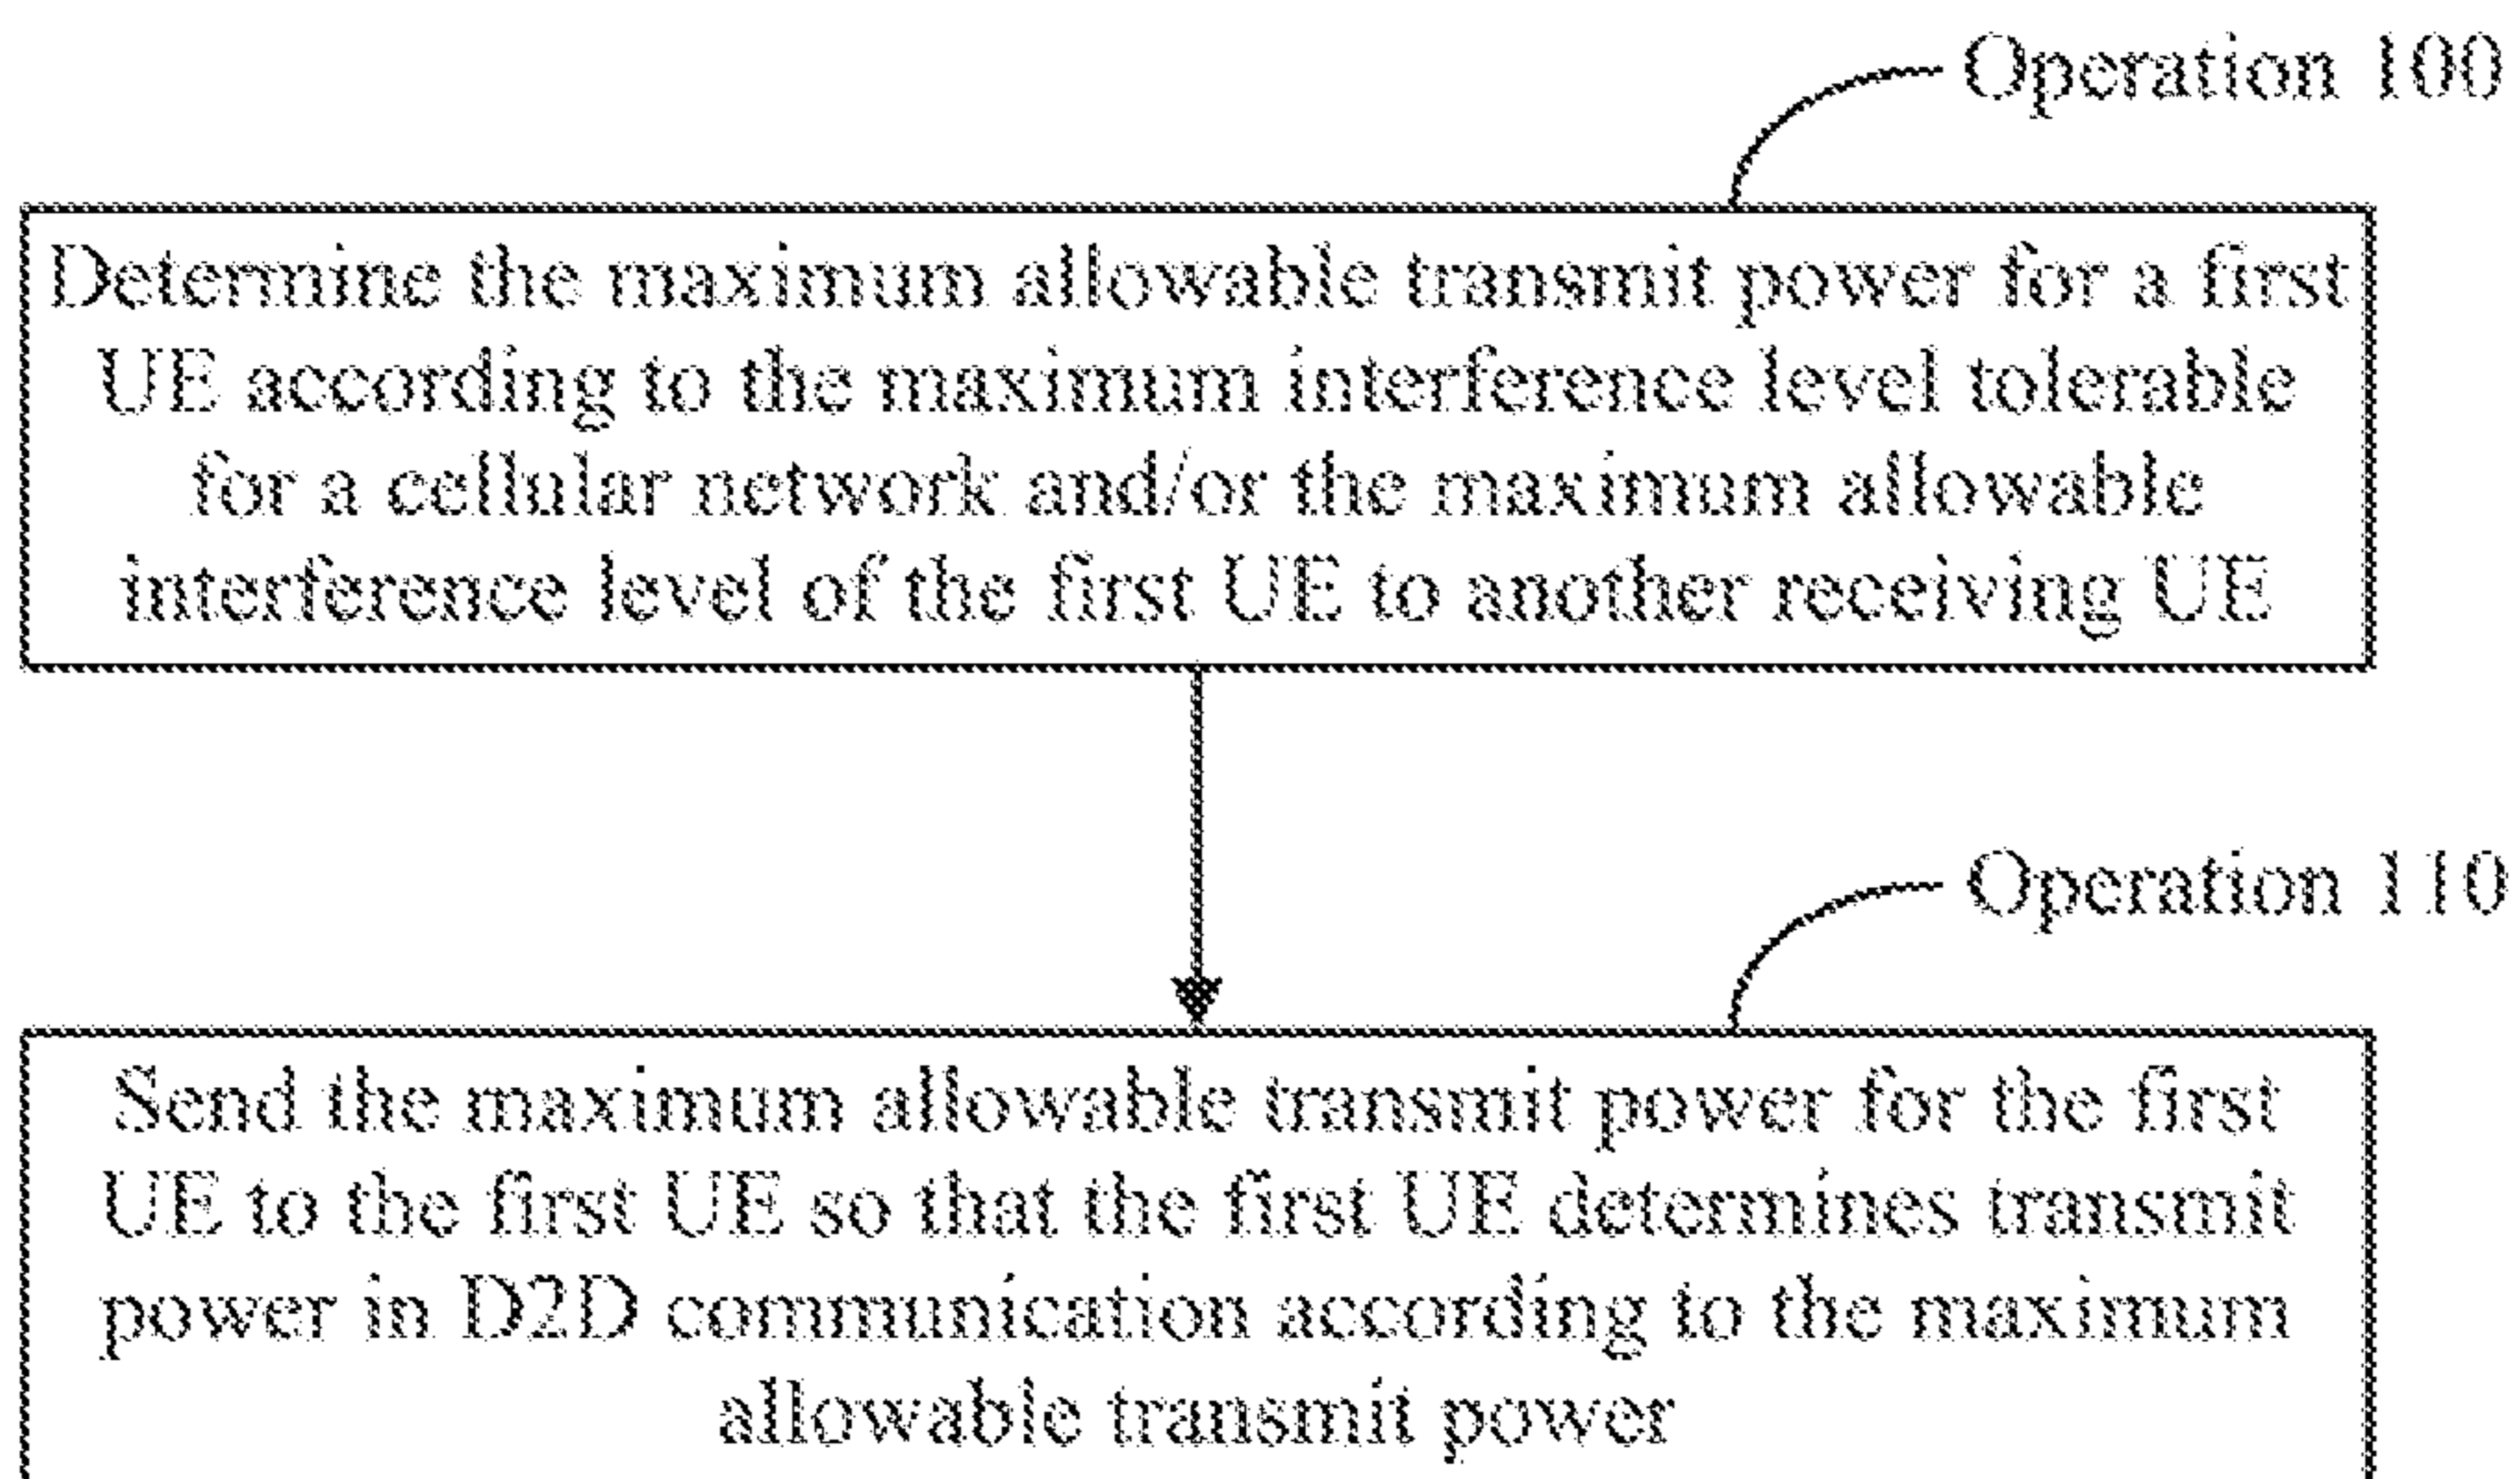 Operation 100
Determine the maximum allowable transmit power for a first
UE according to the maximum interference level tolerable
for a cellular network and/or the maximum allowable
interference level of the first UE to another receiving UE
Operation 110
Send the maximum allowable transmit power for the first
UE to the first UE so that the first UE determines transmit
power in D2D communication according to the maximum
allowable transmit power